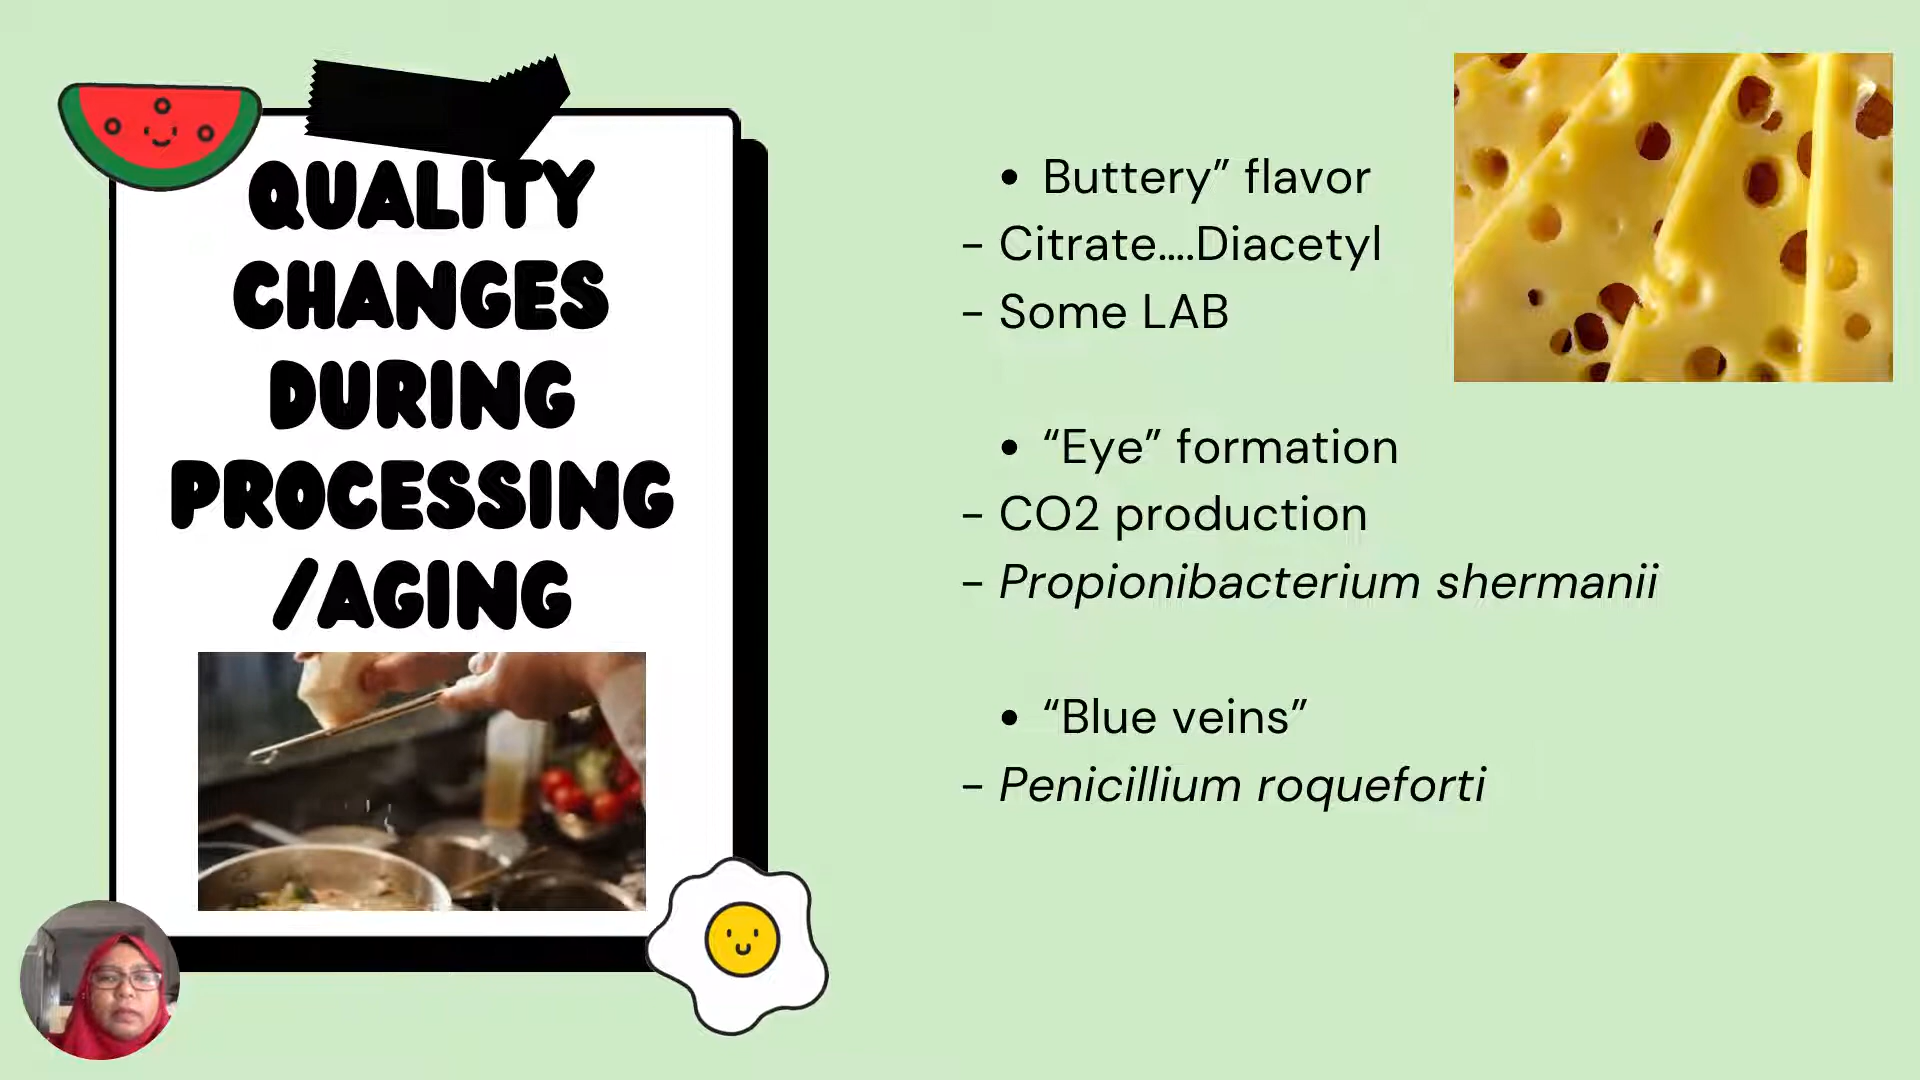 QUALITY
CHANGES
DURING
PROCESSING
/AGING
• Buttery” flavor
- Citrate....Diacetyl
- Some LAB
• “Eye” formation
- CO2 production
- Propionibacterium shermanii
• “Blue veins”
- Penicillium roqueforti